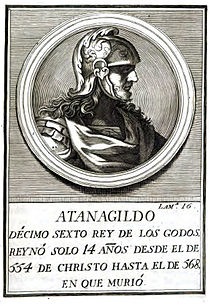 LAM.ª 16.
ATANAGILDO
DÉCIMO SEXTO REY DE LOS GODOS.
REYNÓ SOLO 14 AÑOS DESDE EL DE
554 DE CHRISTO HASTA EL DE 568,
EN QUE MURIÓ.